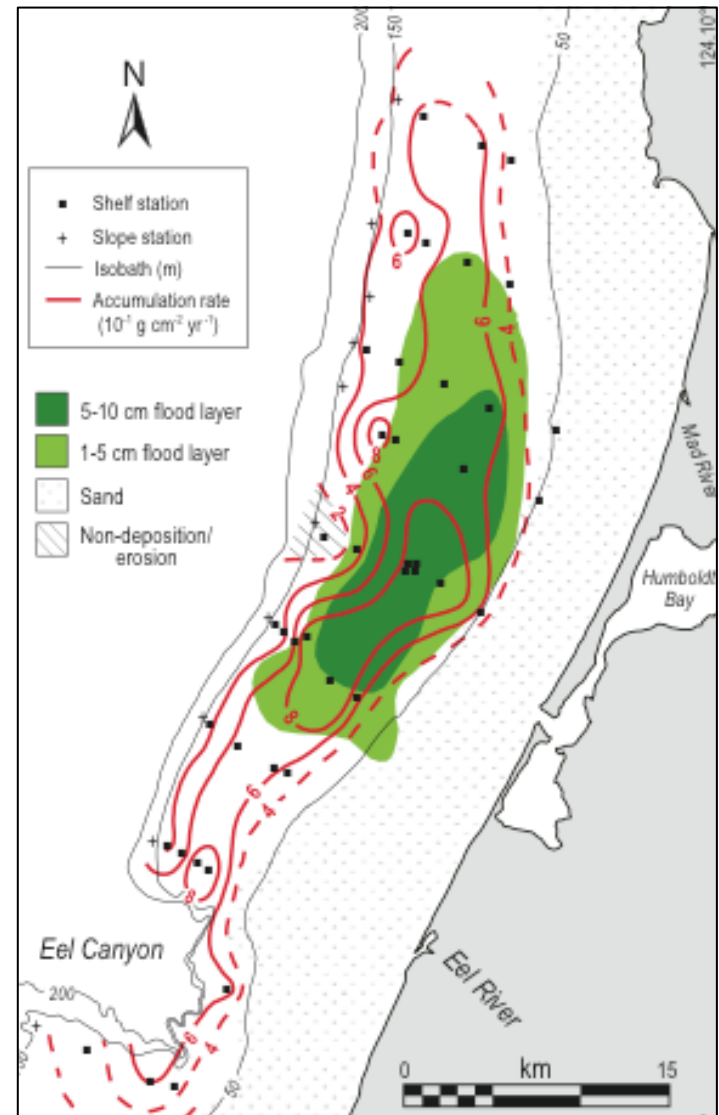 200
150
50
124.10°
N
Shelf station
Slope station
Isobath (m)
Accumulation rate
(10⁻¹ g cm⁻² yr⁻¹)
6
6
4
5-10 cm flood layer
1-5 cm flood layer
Sand
Non-deposition/
erosion
8
6
4
2
Mad River
Humboldt
Bay
8
6
4
8
Eel Canyon
Eel River
200
6
4
50
0
km
15